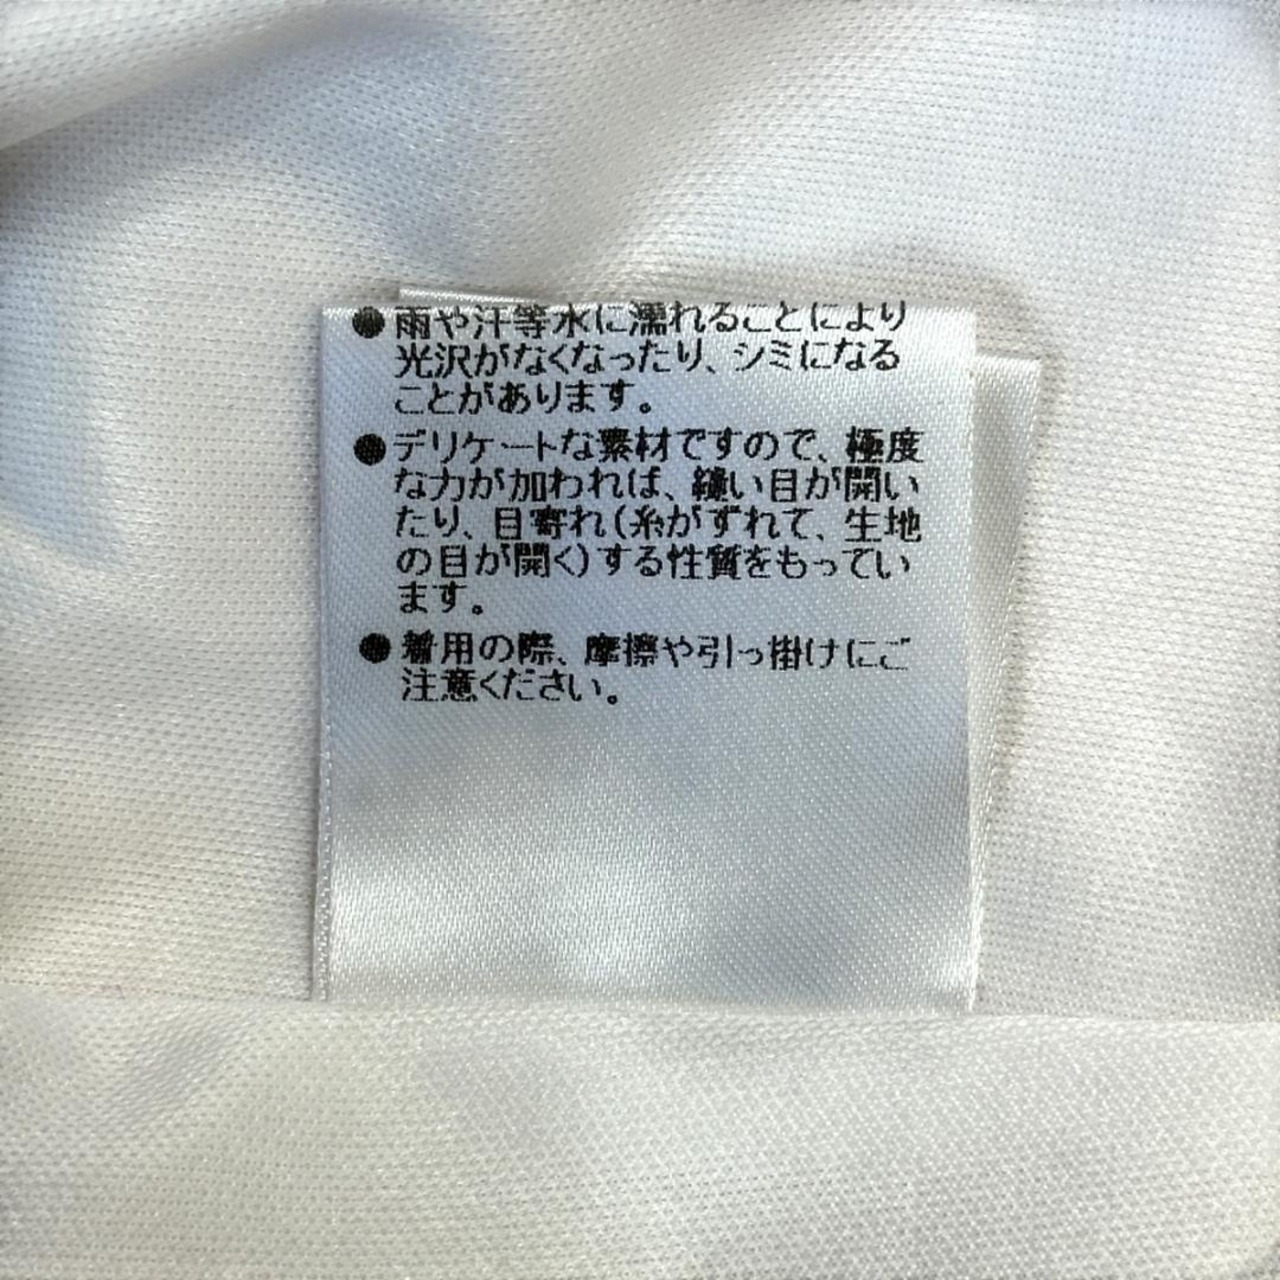 ●雨や汗等水に濡れることにより
光沢がなくなったり、シミになる
ことがあります。
●デリケートな素材ですので、極度
な力が加われば、縫い目が開い
たり、目寄れ(糸がずれて、生地
の目が開く)する性質をもってい
ます。
●着用の際、摩擦や引っ掛けにご
注意ください。